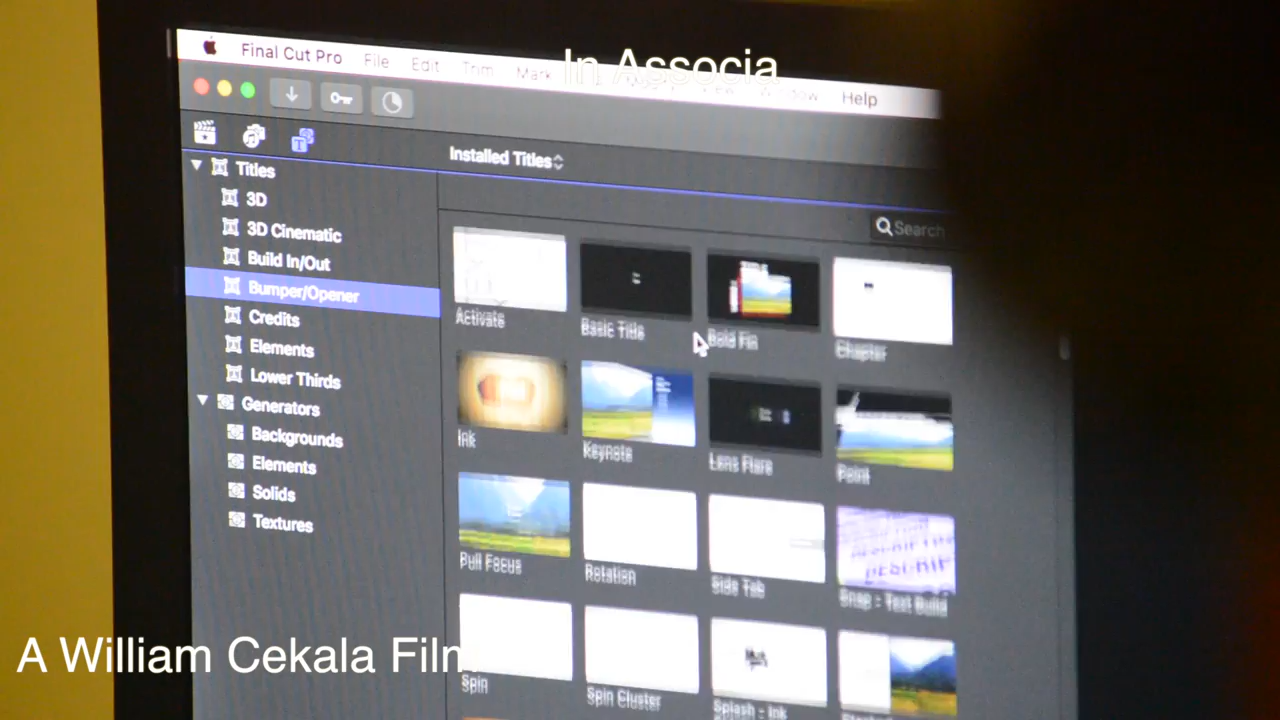 Final Cut Pro File Edit Trim Mark Window Help
In Associa
Installed Titles
Search
Titles
3D
3D Cinematic
Build In/Out
Bumper/Opener
Credits
Elements
Lower Thirds
Generators
Backgrounds
Elements
Solids
Textures
Activate Basic Title Bold Fin Chapter
Ink Keynote Lens Flare Point
Pull Focus Rotation Side Tab Snap - Text Build
Spin Spin Cluster Splash - Ink
A William Cekala Film